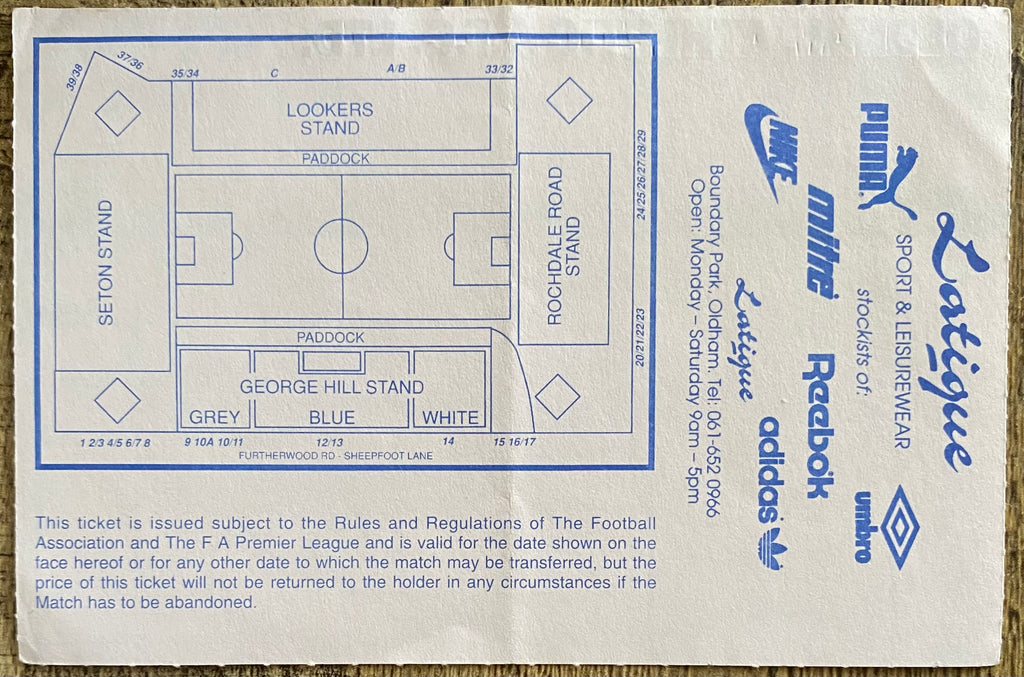 39/38
37/36
35/34
C
A/B
33/32
LOOKERS
STAND
PADDOCK
SETON STAND
ROCHDALE ROAD
STAND
24/25/26/27/28/29
20/21/22/23
PADDOCK
GEORGE HILL STAND
GREY
BLUE
WHITE
1 2/3 4/5 6/7 8
9 10A 10/11
12/13
14
15 16/17
FURTHERWOOD RD - SHEEPFOOT LANE
This ticket is issued subject to the Rules and Regulations of The Football
Association and The F A Premier League and is valid for the date shown on
the face hereof or for any other date to which the match may be transferred, but the
price of this ticket will not be returned to the holder in any circumstances if the
Match has to be abandoned.
Latique
SPORT & LEISUREWEAR
stockists of:
PUMA
umbro
NIKE
mitre
Reebok
adidas
Latique
Boundary Park, Oldham. Tel: 061-652 0966
Open: Monday – Saturday 9am – 5pm